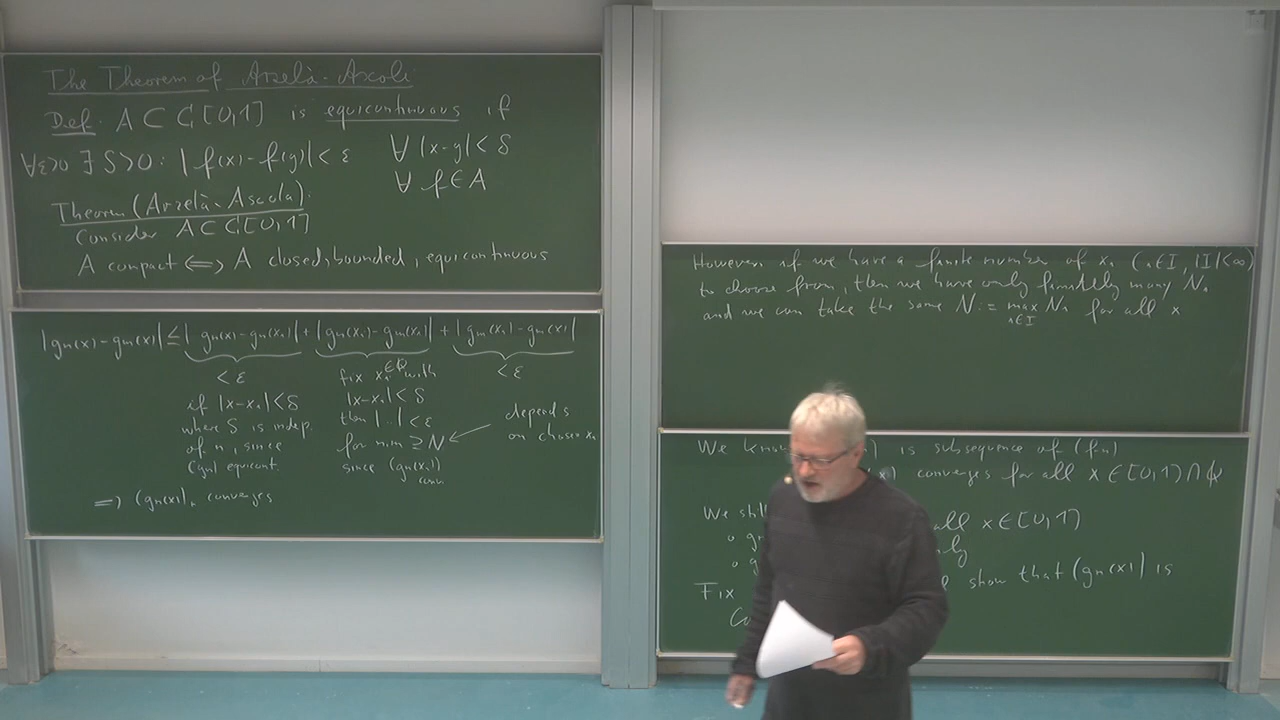 The Theorem of Arzelà-Ascoli
Def: A ⊂ C[0,1] is equicontinuous if
∀ε>0 ∃ δ>0: |f(x)-f(y)| < ε ∀ |x-y| < δ
∀ f ∈ A
Theorem (Arzelà-Ascola):
Consider A ⊂ C[0,1]
A compact ⟺ A closed, bounded, equicontinuous
|gn(x)-gm(x)| ≤ |gn(x)-gn(xi)| + |gn(xi)-gm(xi)| + |gm(xi)-gm(x)|
< ε
if |x-xi| < δ
where δ is indep.
of n, since
(gn) equicont.
fix xi ∈ℚ with
|x-xi| < δ
then |...| < ε
for n,m ≥ N
since (gn(xi))
conv
< ε
depends
on chosen xi
⟹ (gn(x))n converges
However if we have a finite number of xi (i∈I, |I|<∞)
to choose from, then we have only finitely many Ni
and we can take the same N := max Ni for all x
i∈I
We is subsequence of (fn)
converges for all x ∈ [0,1] ∩ ℚ
We all x ∈ [0,1]
Fix show that (gn(x)) is